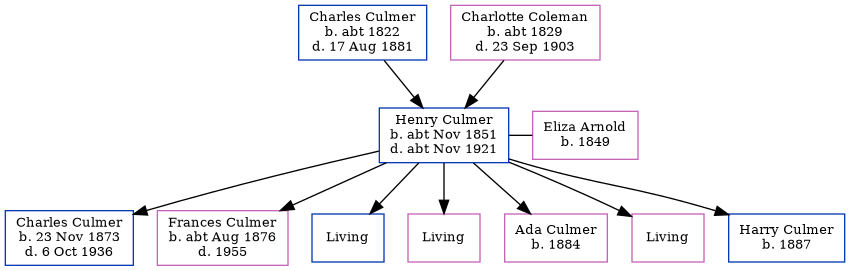 Charles Culmer
b. abt 1822
d. 17 Aug 1881
Charlotte Coleman
b. abt 1829
d. 23 Sep 1903
Henry Culmer
b. abt Nov 1851
d. abt Nov 1921
Eliza Arnold
b. 1849
Charles Culmer
b. 23 Nov 1873
d. 6 Oct 1936
Frances Culmer
b. abt Aug 1876
d. 1955
Living
Living
Ada Culmer
b. 1884
Living
Harry Culmer
b. 1887